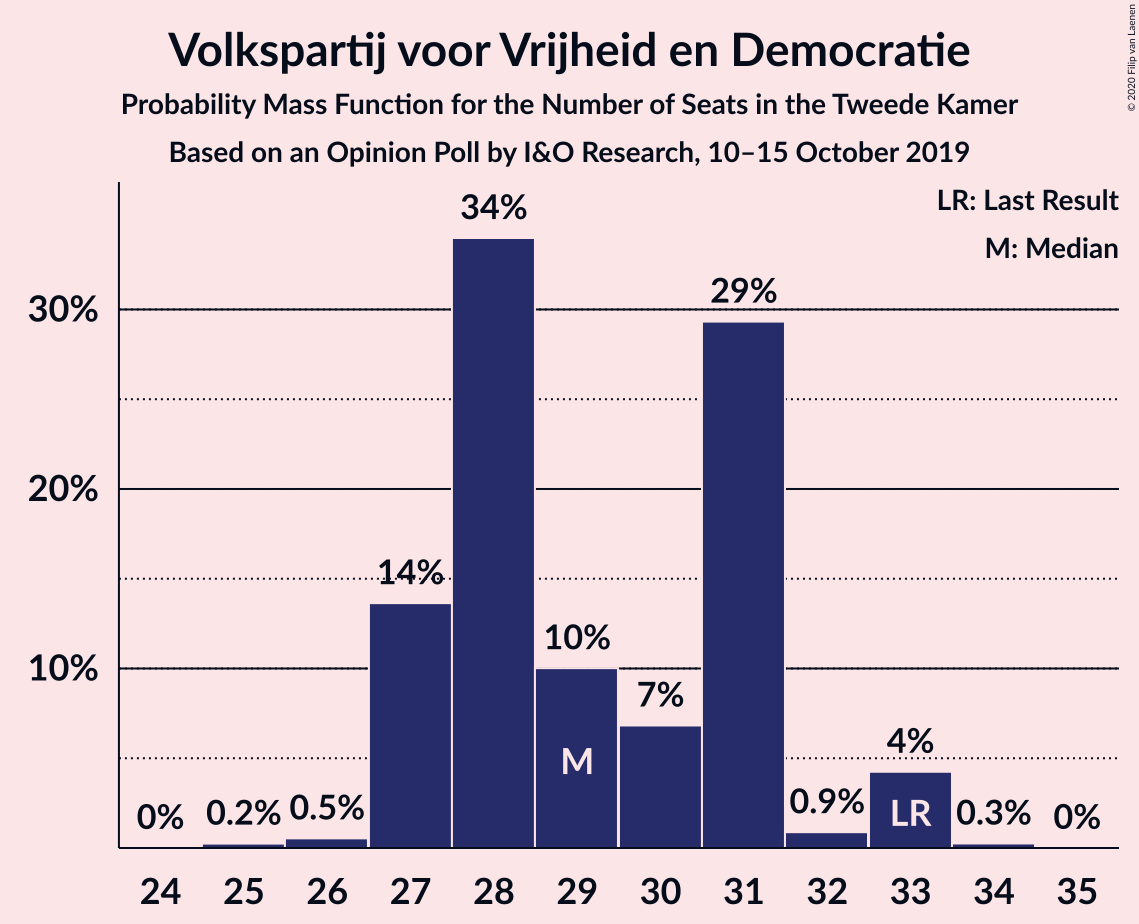 Volkspartij voor Vrijheid en Democratie
Probability Mass Function for the Number of Seats in the Tweede Kamer
Based on an Opinion Poll by I&O Research, 10–15 October 2019
© 2020 Filip van Laenen
LR: Last Result
M: Median
34%
29%
30%
20%
14%
10%
10%
7%
M
4%
0% 0.2% 0.5% 0.9% LR 0.3% 0%
24 25 26 27 28 29 30 31 32 33 34 35